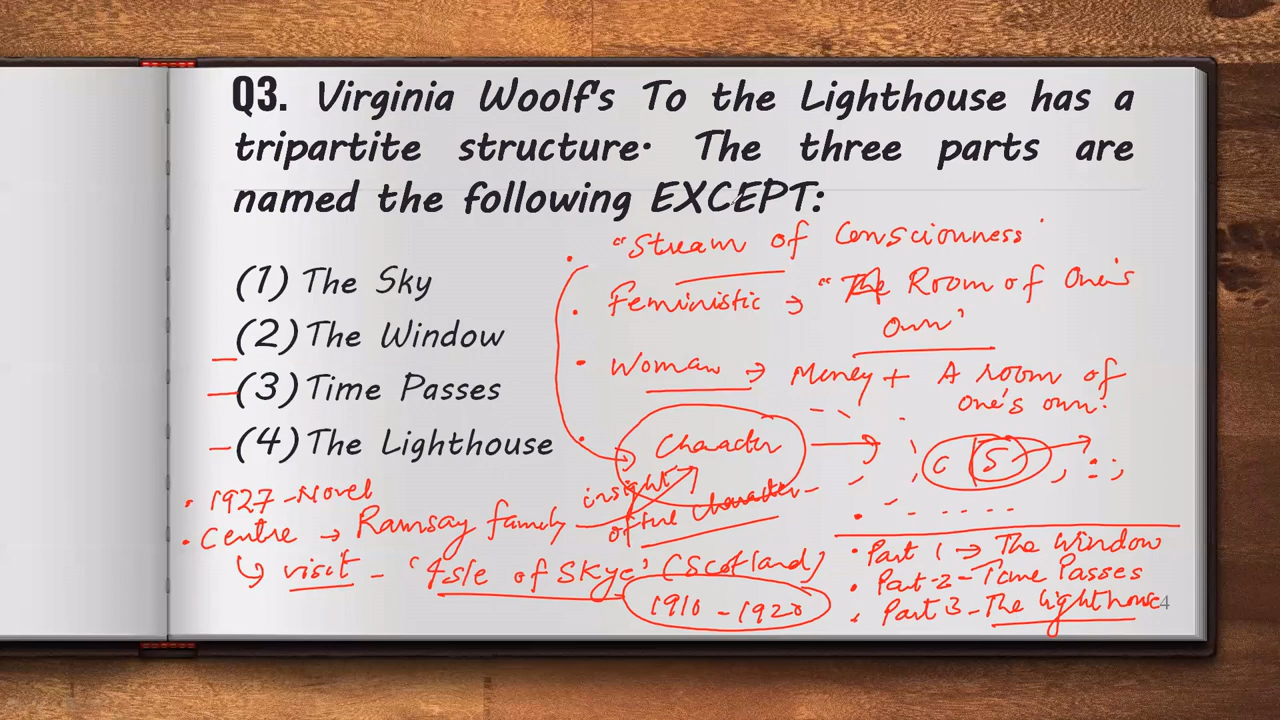 Q3. Virginia Woolf's To the Lighthouse has a
tripartite structure. The three parts are
named the following EXCEPT:
(1) The Sky
(2) The Window
(3) Time Passes
(4) The Lighthouse
"Stream of Consciousness"
Feministic → "The Room of One's
Own"
Woman → Money + A room of
one's own.
Character
C S
insight
of the character
1927 - Novel
Centre → Ramsay family
visit - 'Isle of Skye' (Scotland)
1910 - 1920
Part 1 → The Window
Part-2 - Time Passes
Part 3 - The lighthouse
4